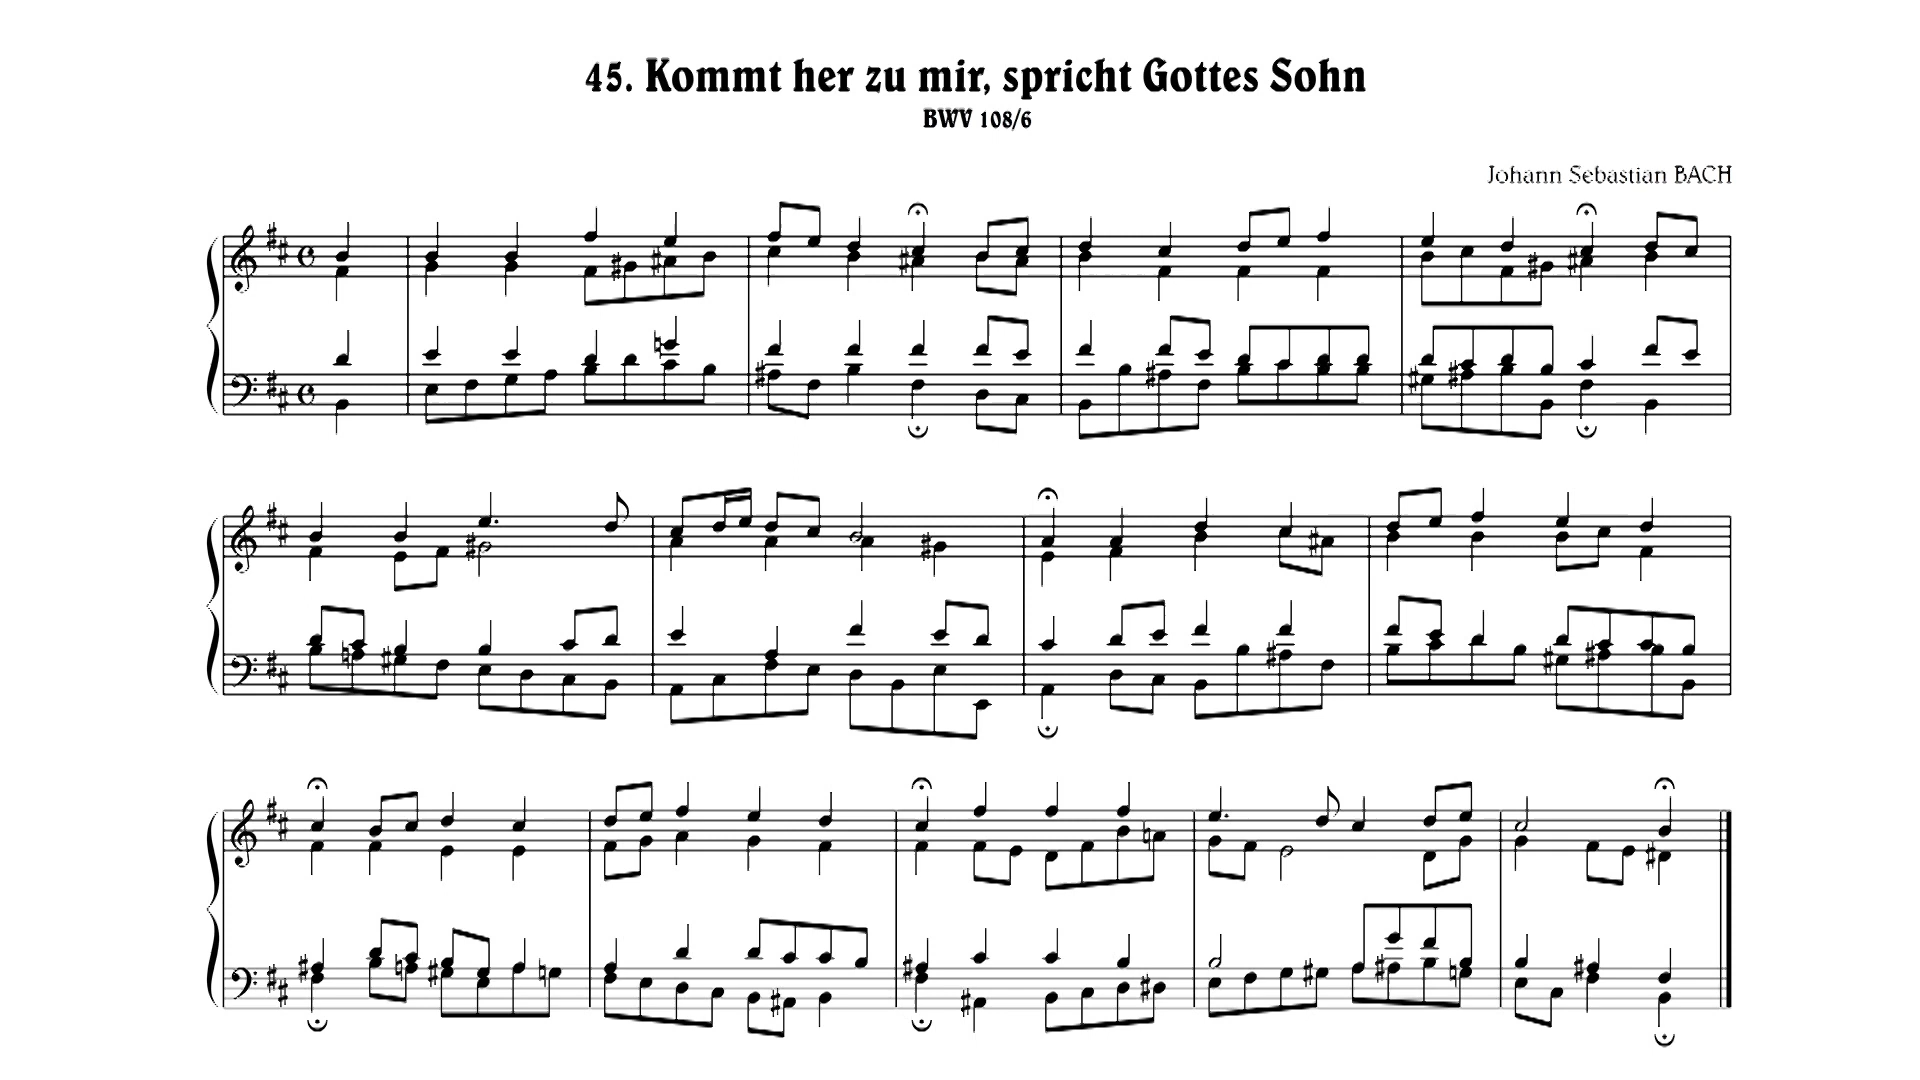 45. Kommt her zu mir, spricht Gottes Sohn
BWV 108/6
Johann Sebastian BACH